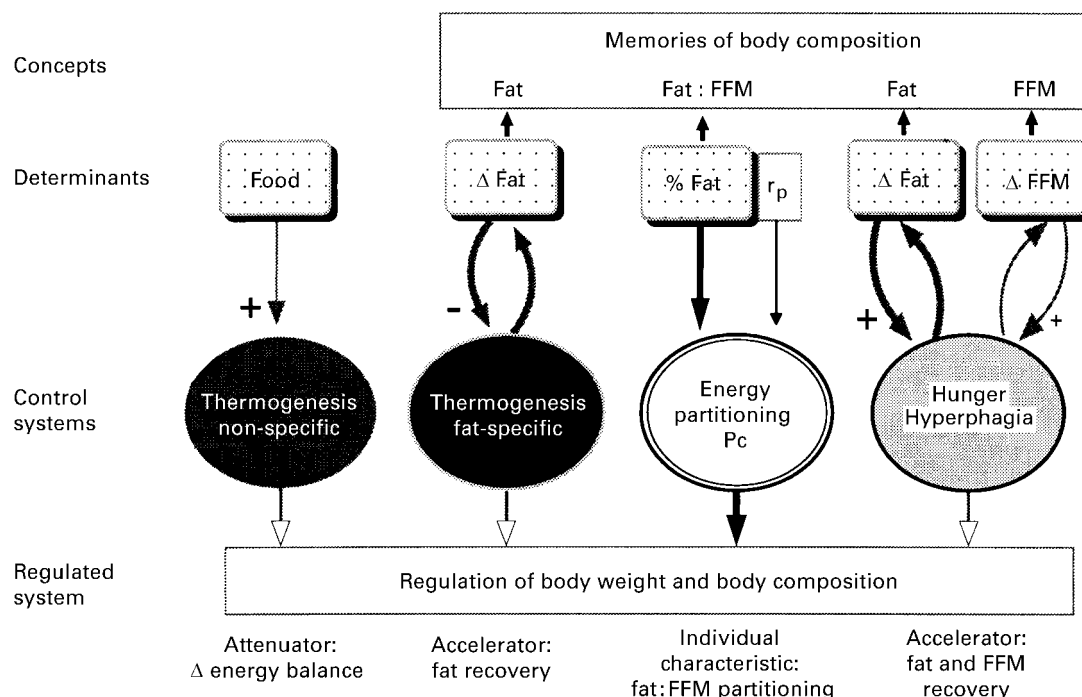 Memories of body composition
Concepts
Fat Fat : FFM Fat FFM
Determinants
Food Δ Fat % Fat rp Δ Fat Δ FFM
+ - + +
Control
systems
Thermogenesis
non-specific
Thermogenesis
fat-specific
Energy
partitioning
Pc
Hunger
Hyperphagia
Regulated
system
Regulation of body weight and body composition
Attenuator:
Δ energy balance
Accelerator:
fat recovery
Individual
characteristic:
fat:FFM partitioning
Accelerator:
fat and FFM
recovery